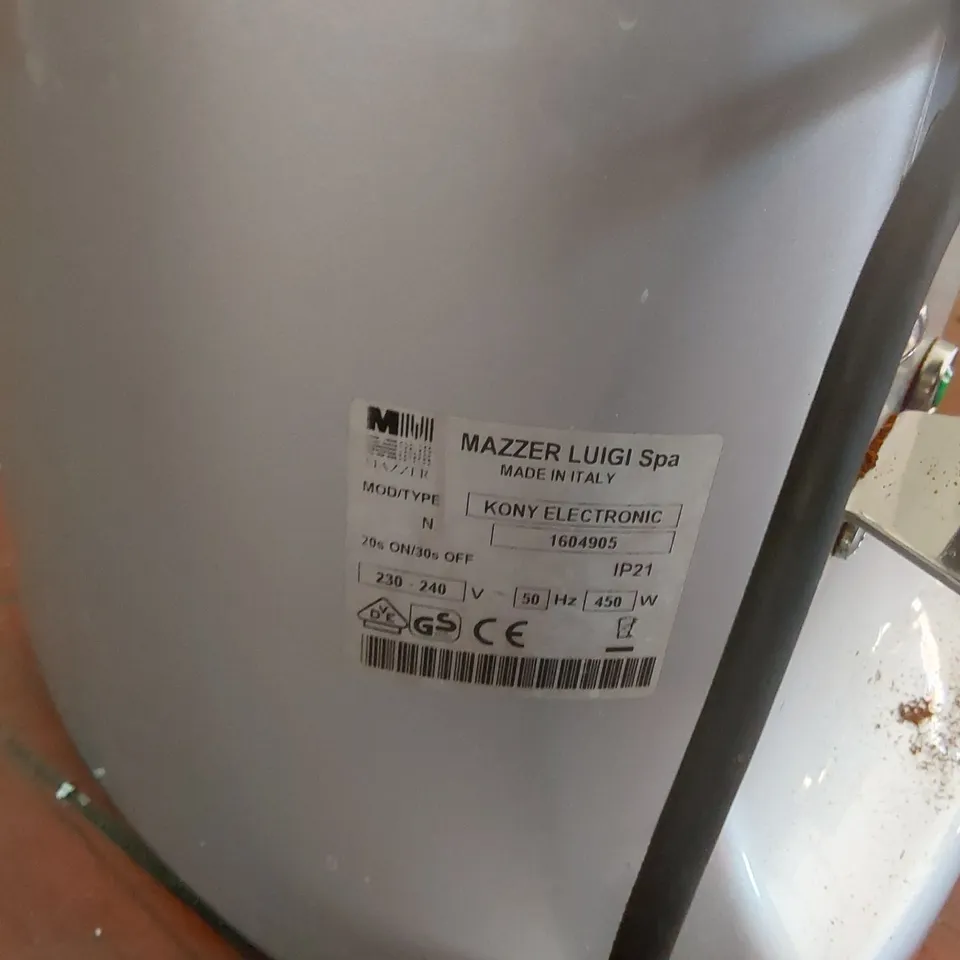 M
MAZZER
MAZZER LUIGI Spa
MADE IN ITALY
MOD/TYPE KONY ELECTRONIC
N 1604905
20s ON/30s OFF IP21
230 - 240 V ~ 50 Hz 450 W
DVE GS CE